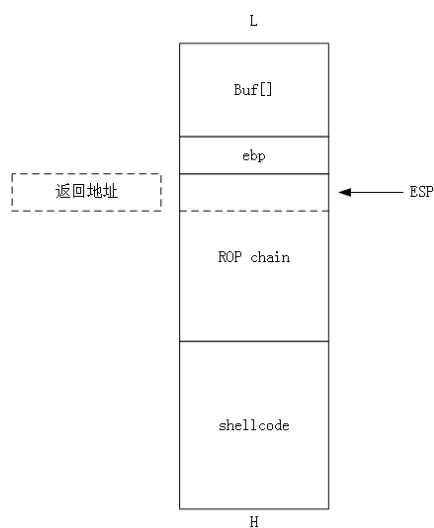 L
Buf[]
ebp
返回地址
ESP
ROP chain
shellcode
H